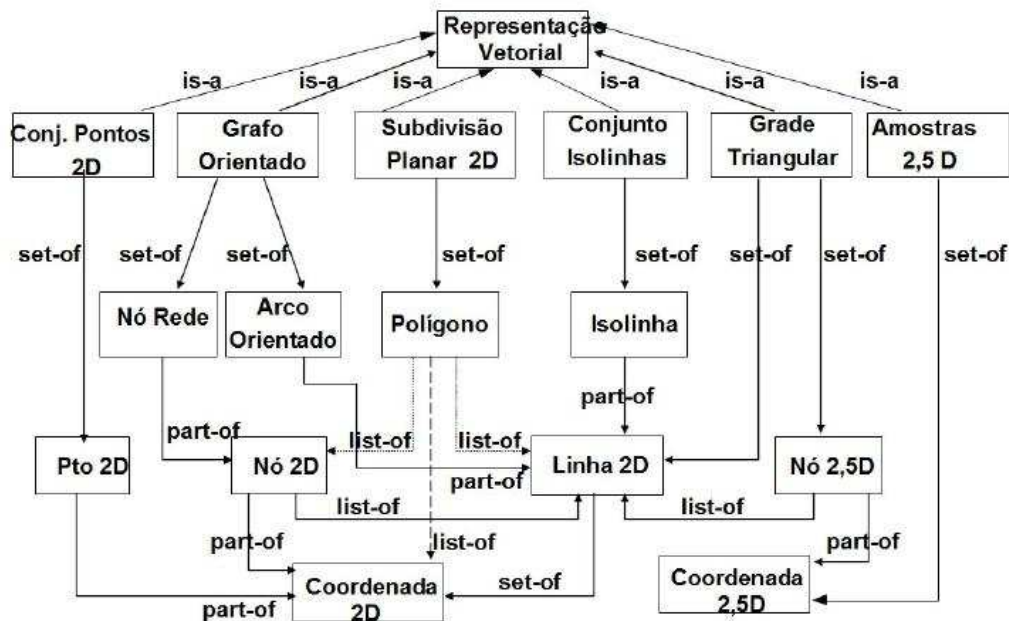 Representação
Vetorial
is-a
is-a
is-a
is-a
is-a
is-a
Conj. Pontos
2D
Grafo
Orientado
Subdivisão
Planar 2D
Conjunto
Isolinhas
Grade
Triangular
Amostras
2,5 D
set-of
set-of
set-of
set-of
set-of
set-of
set-of
set-of
Nó Rede
Arco
Orientado
Polígono
Isolinha
part-of
part-of
list-of
list-of
Pto 2D
Nó 2D
Linha 2D
Nó 2,5D
part-of
list-of
list-of
part-of
list-of
part-of
Coordenada
2D
set-of
Coordenada
2,5D
part-of